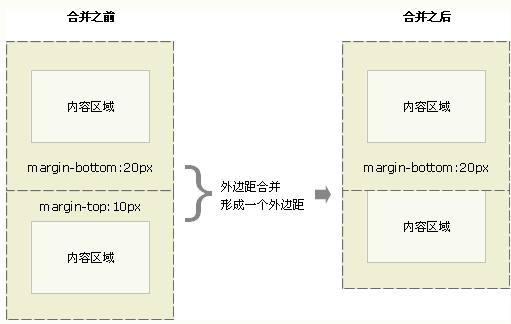 合并之前
内容区域
margin-bottom:20px
margin-top:10px
内容区域
外边距合并
形成一个外边距
合并之后
内容区域
margin-bottom:20px
内容区域